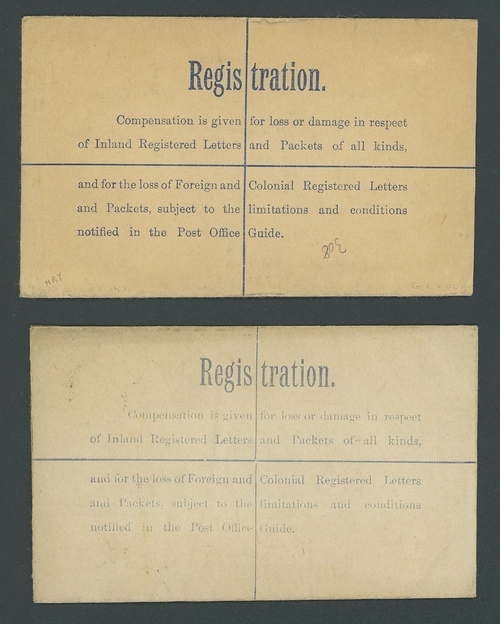 Registration.
Compensation is given for loss or damage in respect
of Inland Registered Letters and Packets of all kinds,
and for the loss of Foreign and Colonial Registered Letters
and Packets, subject to the limitations and conditions
notified in the Post Office Guide.
308
Registration.
Compensation is given for loss or damage in respect
of Inland Registered Letters and Packets of all kinds,
and for the loss of Foreign and Colonial Registered Letters
and Packets, subject to the limitations and conditions
notified in the Post Office Guide.